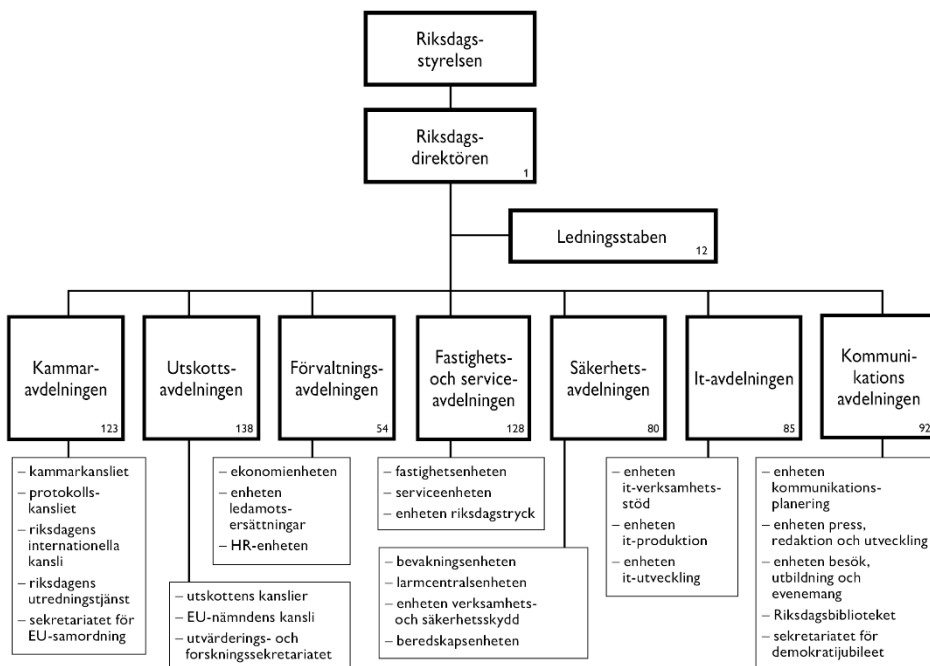 Riksdags-
styrelsen
Riksdags-
direktören
1
Ledningsstaben
12
Kammar-
avdelningen
123
Utskotts-
avdelningen
138
Förvaltnings-
avdelningen
54
Fastighets-
och service-
avdelningen
128
Säkerhets-
avdelningen
80
It-avdelningen
85
Kommuni-
kations
avdelningen
92
– kammarkansliet
– protokolls-
kansliet
– riksdagens
internationella
kansli
– riksdagens
utredningstjänst
– sekretariatet för
EU-samordning
– utskottens kanslier
– EU-nämndens kansli
– utvärderings- och
forskningssekretariatet
– ekonomienheten
– enheten
ledamots-
ersättningar
– HR-enheten
– fastighetsenheten
– serviceenheten
– enheten riksdagstryck
– bevakningsenheten
– larmcentralsenheten
– enheten verksamhets-
och säkerhetsskydd
– beredskapsenheten
– enheten
it-verksamhets-
stöd
– enheten
it-produktion
– enheten
it-utveckling
– enheten
kommunikations-
planering
– enheten press,
redaktion och utveckling
– enheten besök,
utbildning och
evenemang
– Riksdagsbiblioteket
– sekretariatet för
demokratijubileet